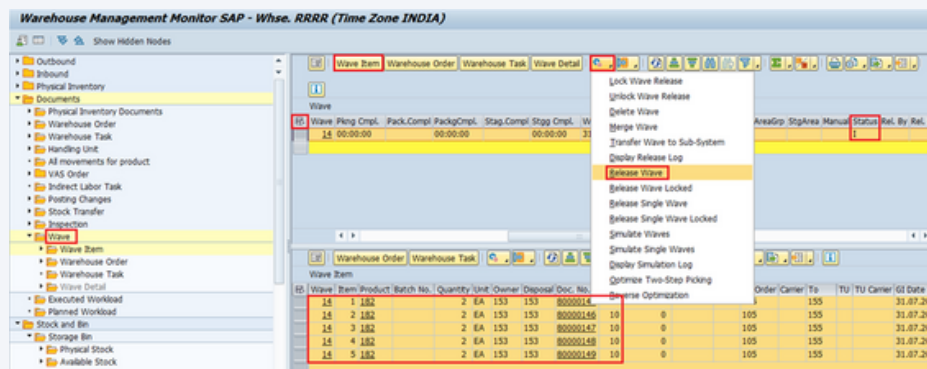 Warehouse Management Monitor SAP - Whse. RRRR (Time Zone INDIA)
Show Hidden Nodes
Outbound
Inbound
Physical Inventory
Documents
Physical Inventory Documents
Warehouse Order
Warehouse Task
Handling Unit
All movements for product
VAS Order
Indirect Labor Task
Posting Changes
Stock Transfer
Inspection
Wave
Wave Item
Warehouse Order
Warehouse Task
Wave Detail
Executed Workload
Planned Workload
Stock and Bin
Storage Bin
Physical Stock
Available Stock
Wave Item Warehouse Order Warehouse Task Wave Detail
Wave
Wave Pkng Cmpl. Pack.Compl PackgCmpl. Stag.Compl Stgg Cmpl. AreaGrp StgArea Manual Status Rel. By Rel.
14 00:00:00 00:00:00 00:00:00 31 I
Lock Wave Release
Unlock Wave Release
Delete Wave
Merge Wave
Transfer Wave to Sub-System
Display Release Log
Release Wave
Release Wave Locked
Release Single Wave
Release Single Wave Locked
Simulate Waves
Simulate Single Waves
Display Simulation Log
Optimize Two-Step Picking
Reverse Optimization
Warehouse Order Warehouse Task
Wave Item
Wave Item Product Batch No. Quantity Unit Owner Disposal Doc. No. Order Carrier To TU TU Carrier GI Date
14 1 182 2 EA 153 153 155 31.07.20
14 2 182 2 EA 153 153 80000146 10 0 105 155 31.07.20
14 3 182 2 EA 153 153 80000147 10 0 105 155 31.07.20
14 4 182 2 EA 153 153 80000148 10 0 105 155 31.07.20
14 5 182 2 EA 153 153 80000149 10 0 105 155 31.07.20